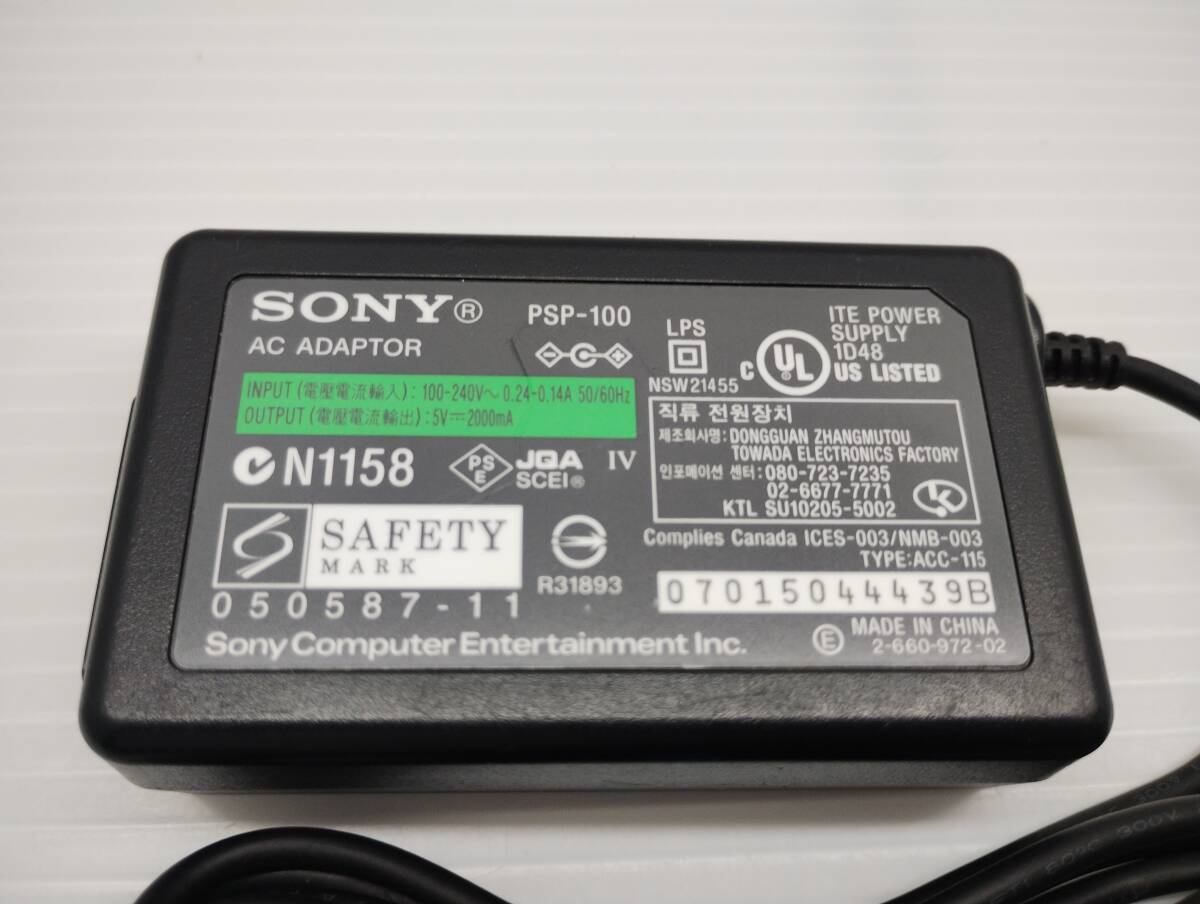 SONY®
AC ADAPTOR
PSP-100
LPS
NSW21455
C UL
ITE POWER
SUPPLY
1D48
US LISTED
INPUT (電壓電流輸入) : 100-240V～ 0.24-0.14A 50/60Hz
OUTPUT (電壓電流輸出) : 5V⎓2000mA
N1158
PSE
JQA
SCEI®
IV
직류 전원장치
제조회사명: DONGGUAN ZHANGMUTOU
TOWADA ELECTRONICS FACTORY
인포메이션 센터: 080-723-7235
02-6677-7771
KTL SU10205-5002
SAFETY
MARK
050587-11
R31893
Complies Canada ICES-003/NMB-003
TYPE:ACC-115
07015044439B
Sony Computer Entertainment Inc.
E MADE IN CHINA
2-660-972-02
300V